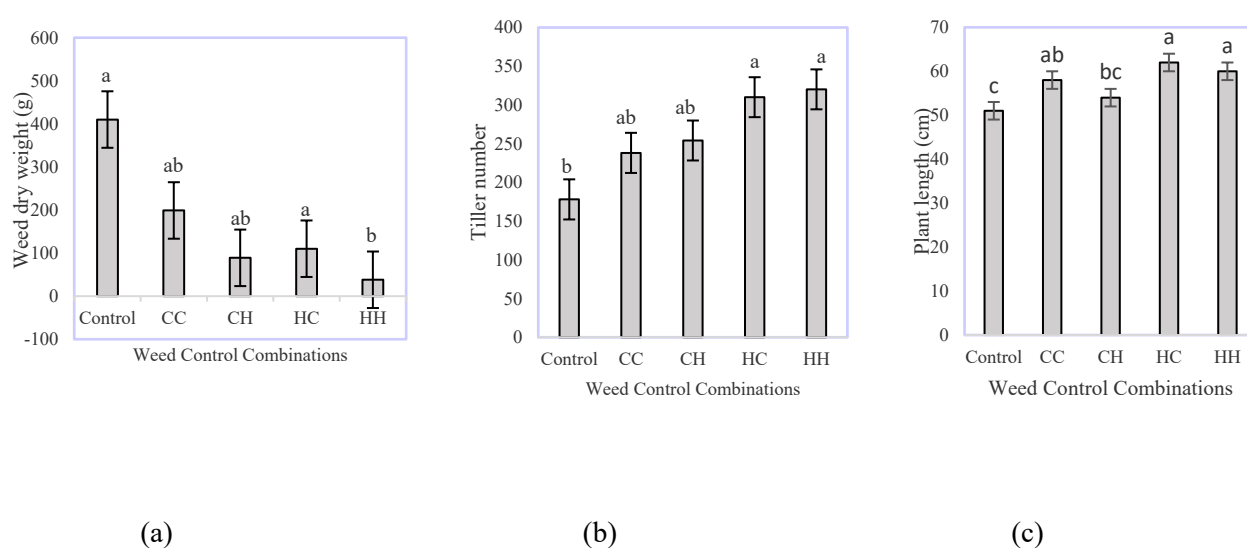 600
500
400
300
200
100
0
-100
Weed dry weight (g)
a
ab
ab
a
b
Control CC CH HC HH
Weed Control Combinations
400
350
300
250
200
150
100
50
0
Tiller number
b
ab
ab
a
a
Control CC CH HC HH
Weed Control Combinations
70
60
50
40
30
20
10
0
Plant length (cm)
c
ab
bc
a
a
Control CC CH HC HH
Weed Control Combinations
(a) (b) (c)